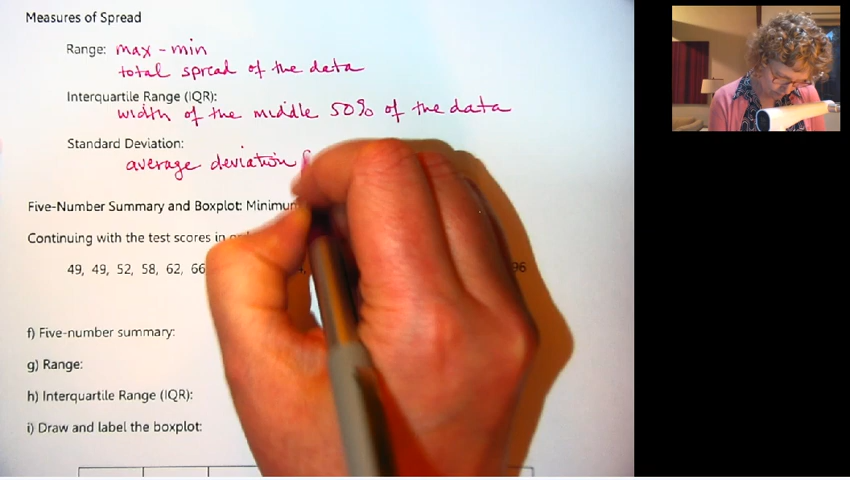 Measures of Spread
Range: max - min
total spread of the data
Interquartile Range (IQR):
width of the middle 50% of the data
Standard Deviation:
average deviation
Five-Number Summary and Boxplot: Minimum
Continuing with the test scores in
49, 49, 52, 58, 62, 66 96
f) Five-number summary:
g) Range:
h) Interquartile Range (IQR):
i) Draw and label the boxplot: